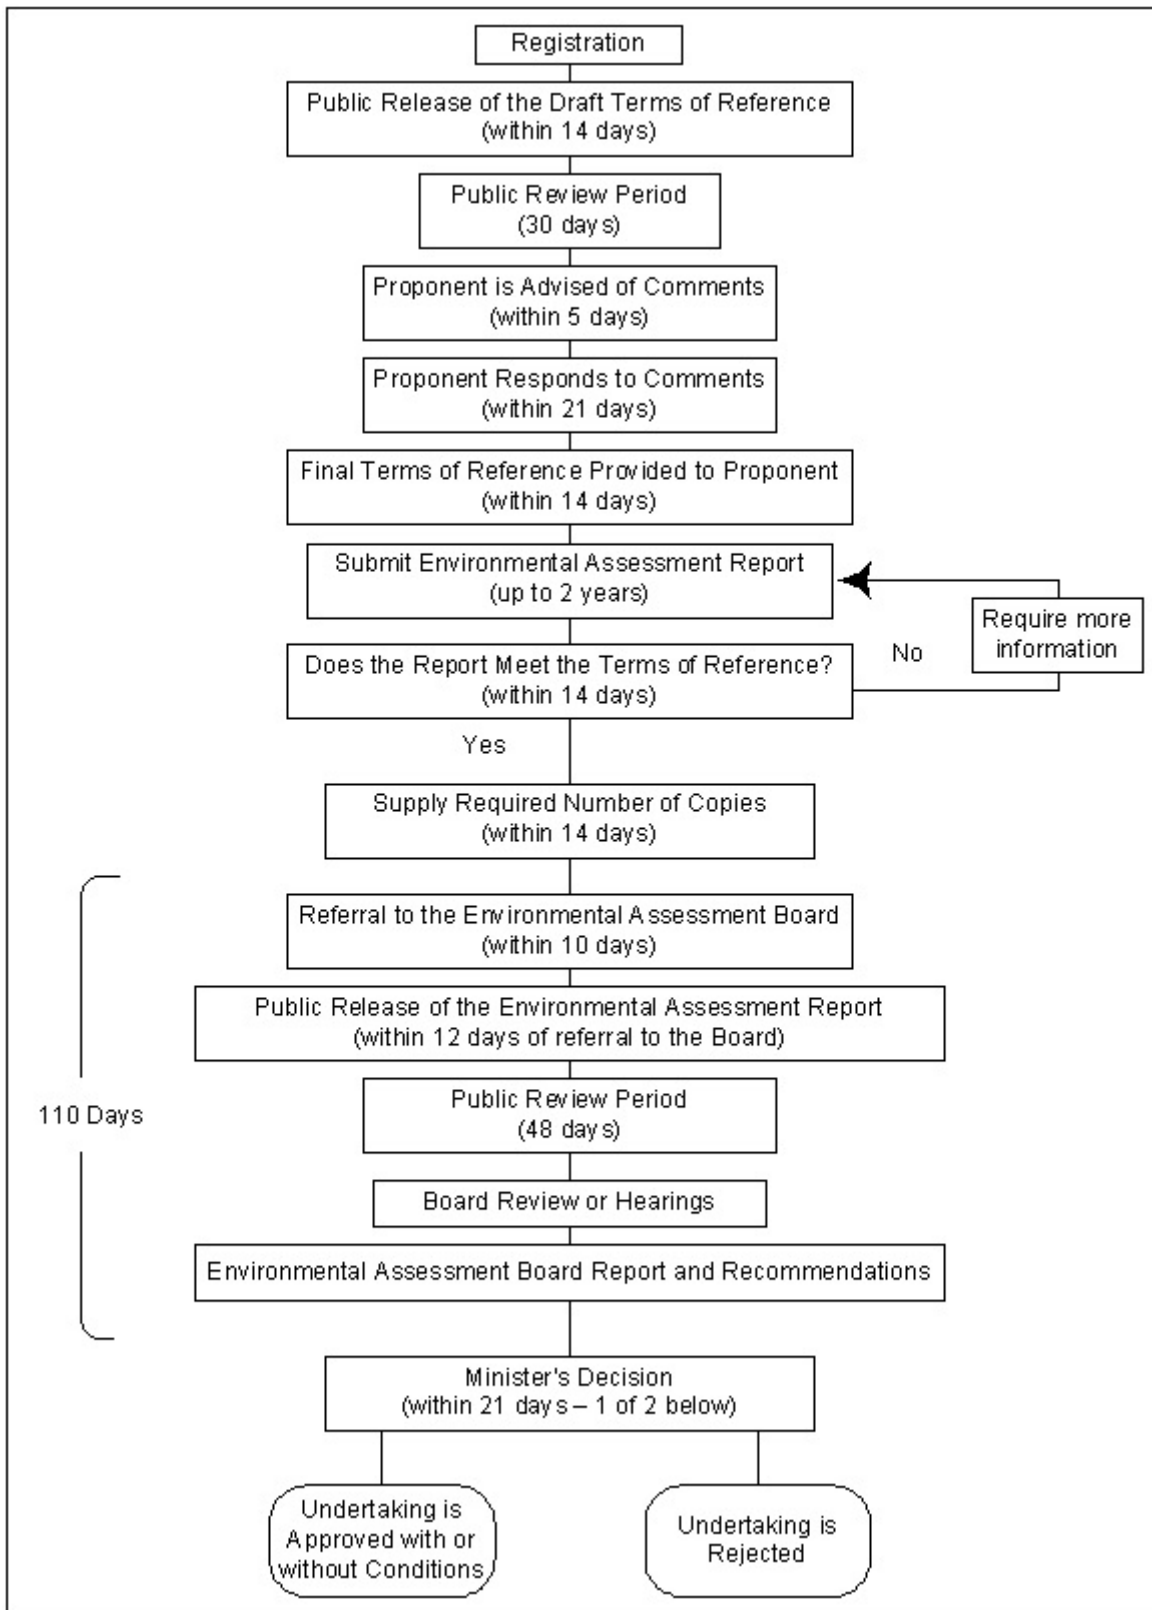 Registration
Public Release of the Draft Terms of Reference
(within 14 days)
Public Review Period
(30 days)
Proponent is Advised of Comments
(within 5 days)
Proponent Responds to Comments
(within 21 days)
Final Terms of Reference Provided to Proponent
(within 14 days)
Submit Environmental Assessment Report
(up to 2 years)
Require more
information
Does the Report Meet the Terms of Reference?
(within 14 days)
No
Yes
Supply Required Number of Copies
(within 14 days)
Referral to the Environmental Assessment Board
(within 10 days)
Public Release of the Environmental Assessment Report
(within 12 days of referral to the Board)
110 Days
Public Review Period
(48 days)
Board Review or Hearings
Environmental Assessment Board Report and Recommendations
Minister's Decision
(within 21 days – 1 of 2 below)
Undertaking is
Approved with or
without Conditions
Undertaking is
Rejected